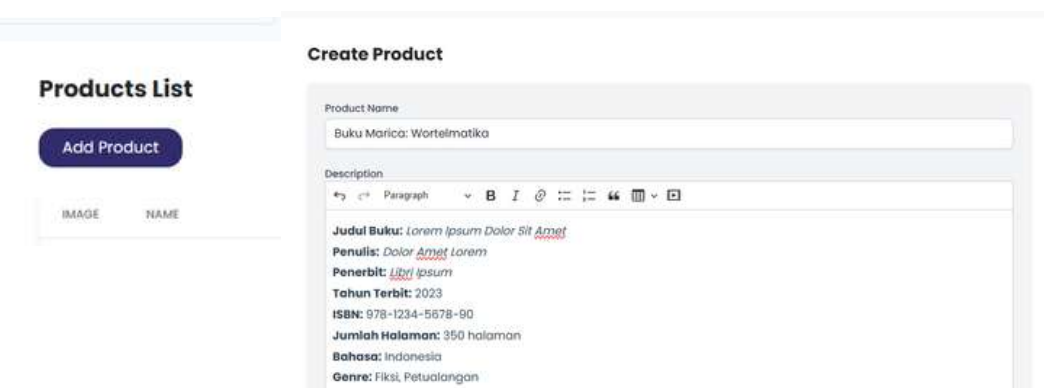 Products List
Add Product
IMAGE NAME
Create Product
Product Name
Buku Marica: Wortelmatika
Description
Paragraph B I
Judul Buku: Lorem Ipsum Dolor Sit Amet
Penulis: Dolor Amet Lorem
Penerbit: Libri Ipsum
Tahun Terbit: 2023
ISBN: 978-1234-5678-90
Jumlah Halaman: 350 halaman
Bahasa: Indonesia
Genre: Fiksi, Petualangan